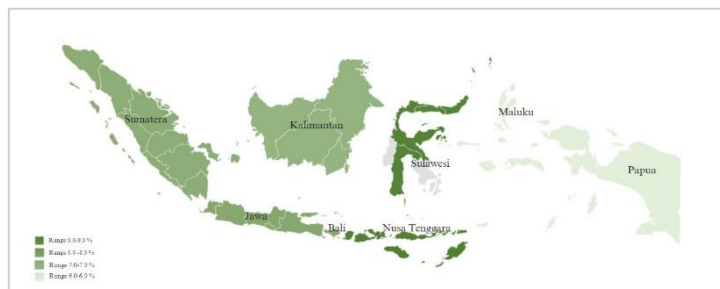 Maluku
Sumatera
Kalimantan
Sulawesi
Papua
Jawa
Bali
Nusa Tenggara
Range 9.0-9.9 %
Range 8.0 -8.9%
Range 7.0-7.9 %
Range 6.0-6.9 %